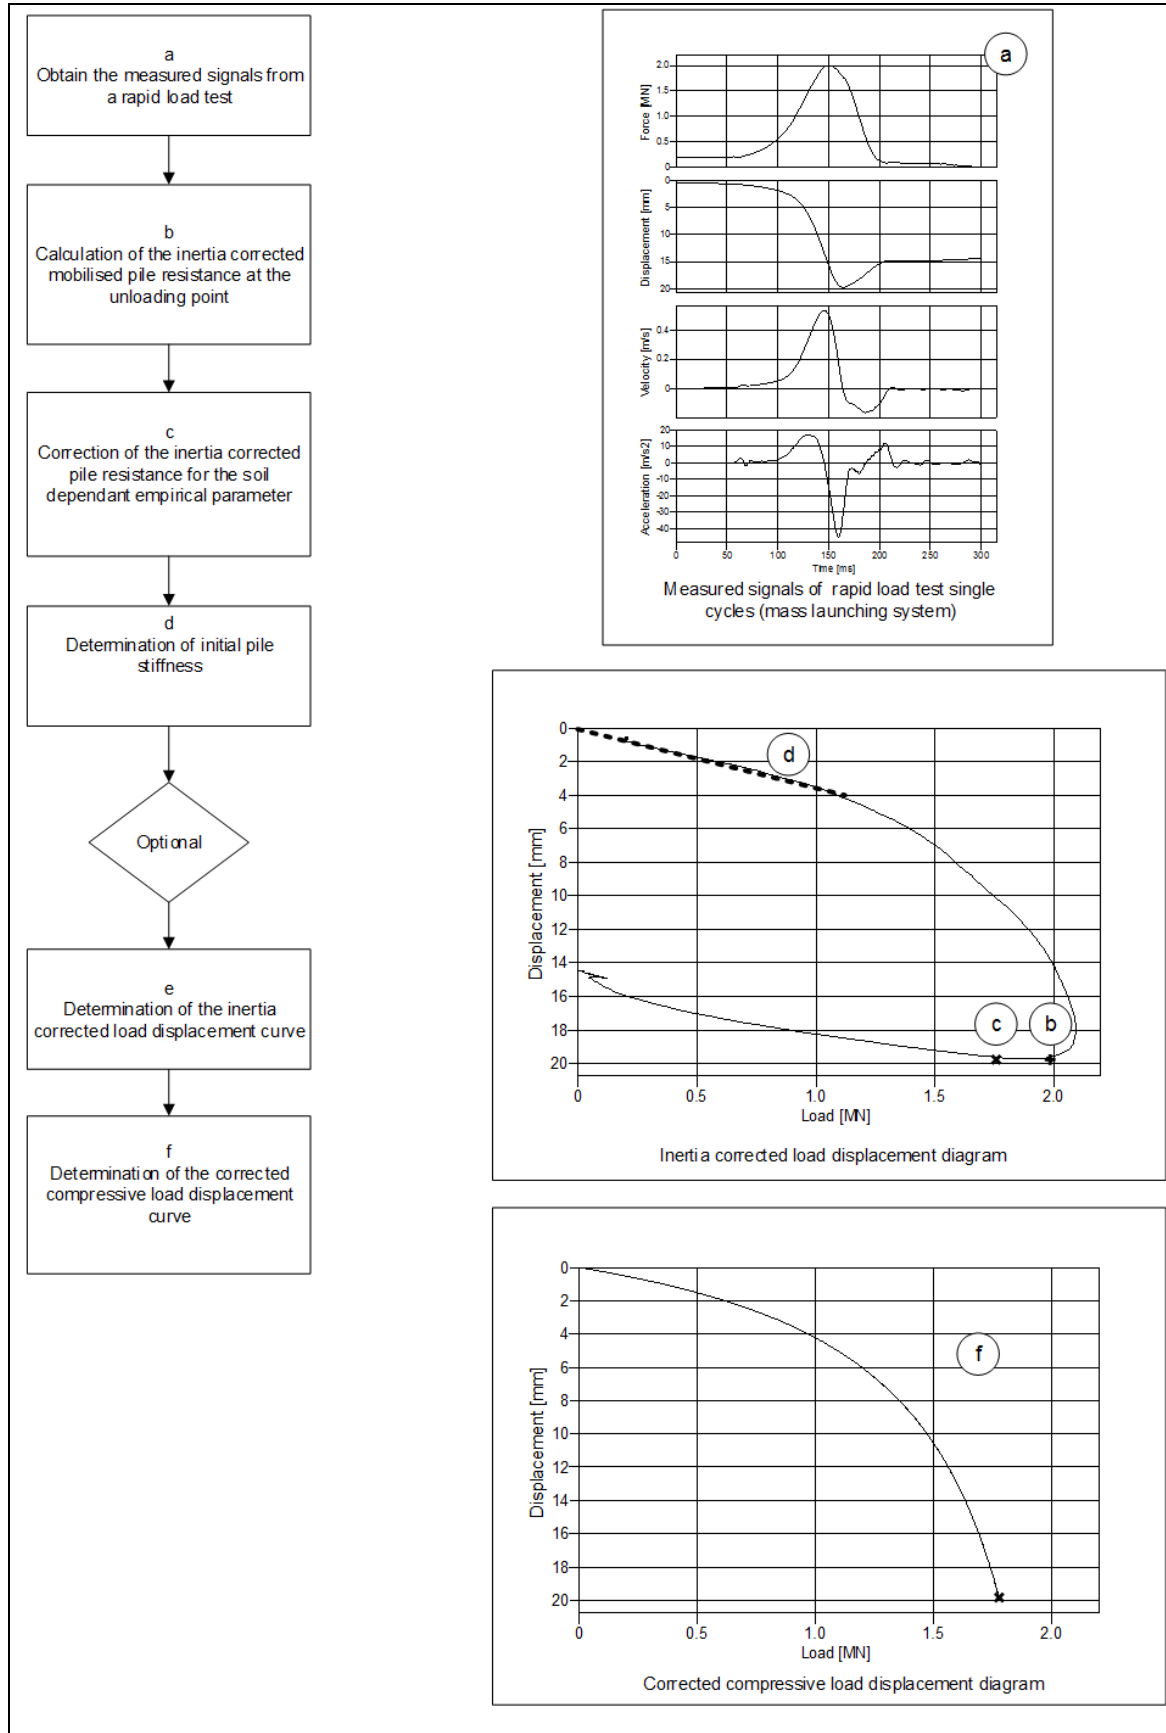 a
Obtain the measured signals from
a rapid load test
b
Calculation of the inertia corrected
mobilised pile resistance at the
unloading point
c
Correction of the inertia corrected
pile resistance for the soil
dependant empirical parameter
d
Determination of initial pile
stiffness
Optional
e
Determination of the inertia
corrected load displacement curve
f
Determination of the corrected
compressive load displacement
curve
a
Force [MN]
2.0
1.5
1.0
0.5
0
Displacement [mm]
0
5
10
15
20
Velocity [m/s]
0.4
0.2
0
Acceleration [m/s2]
20
10
0
-10
-20
-30
-40
0 50 100 150 200 250 300
Time [ms]
Measured signals of rapid load test single
cycles (mass launching system)
Displacement [mm]
0
2
4
6
8
10
12
14
16
18
20
d
c
b
0 0.5 1.0 1.5 2.0
Load [MN]
Inertia corrected load displacement diagram
Displacement [mm]
0
2
4
6
8
10
12
14
16
18
20
f
0 0.5 1.0 1.5 2.0
Load [MN]
Corrected compressive load displacement diagram